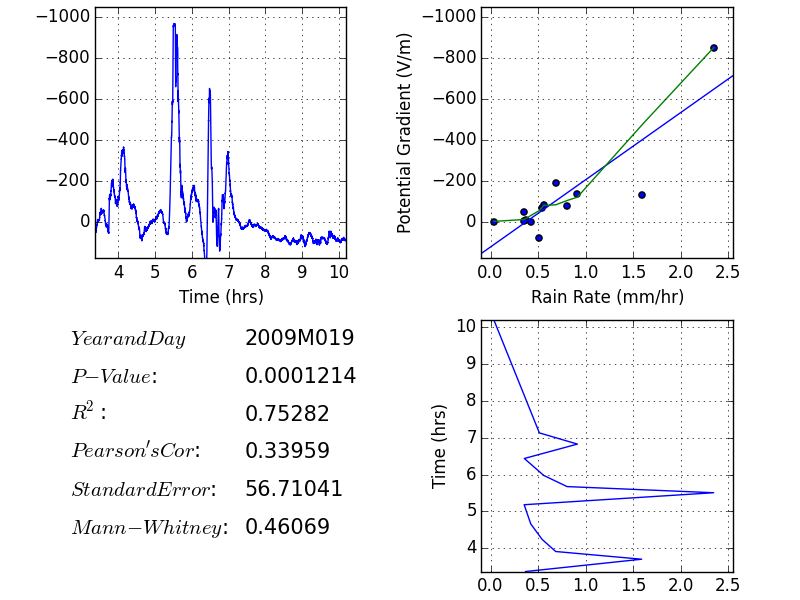 −1000
−800
−600
−400
−200
0
4 5 6 7 8 9 10
Time (hrs)
Potential Gradient (V/m)
−1000
−800
−600
−400
−200
0
0.0 0.5 1.0 1.5 2.0 2.5
Rain Rate (mm/hr)
YearandDay 2009M019
P−Value: 0.0001214
R²: 0.75282
Pearson'sCor: 0.33959
StandardError: 56.71041
Mann−Whitney: 0.46069
Time (hrs)
10
9
8
7
6
5
4
0.0 0.5 1.0 1.5 2.0 2.5